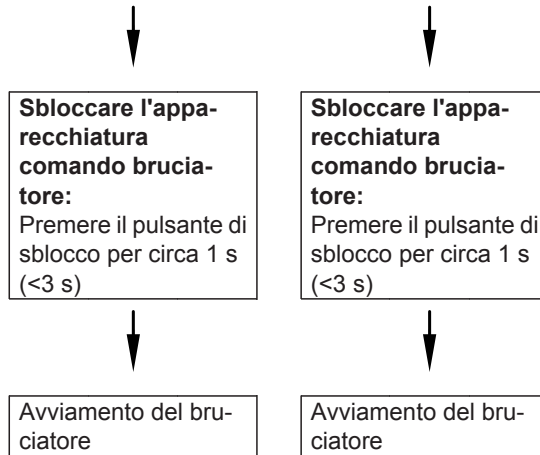 Sbloccare l'appa-
recchiatura
comando brucia-
tore:
Premere il pulsante di
sblocco per circa 1 s
(<3 s)
Avviamento del bru-
ciatore
Sbloccare l'appa-
recchiatura
comando brucia-
tore:
Premere il pulsante di
sblocco per circa 1 s
(<3 s)
Avviamento del bru-
ciatore